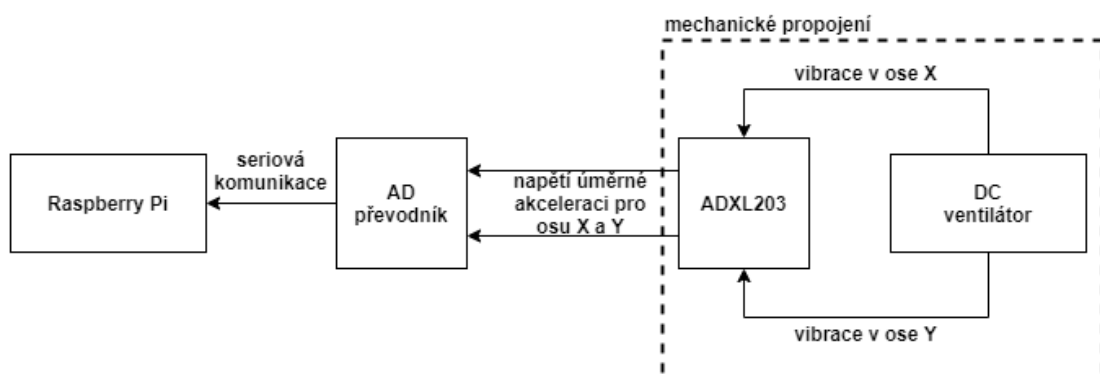 mechanické propojení
vibrace v ose X
seriová
komunikace
Raspberry Pi
AD
převodník
napětí úměrné
akceleraci pro
osu X a Y
ADXL203
DC
ventilátor
vibrace v ose Y